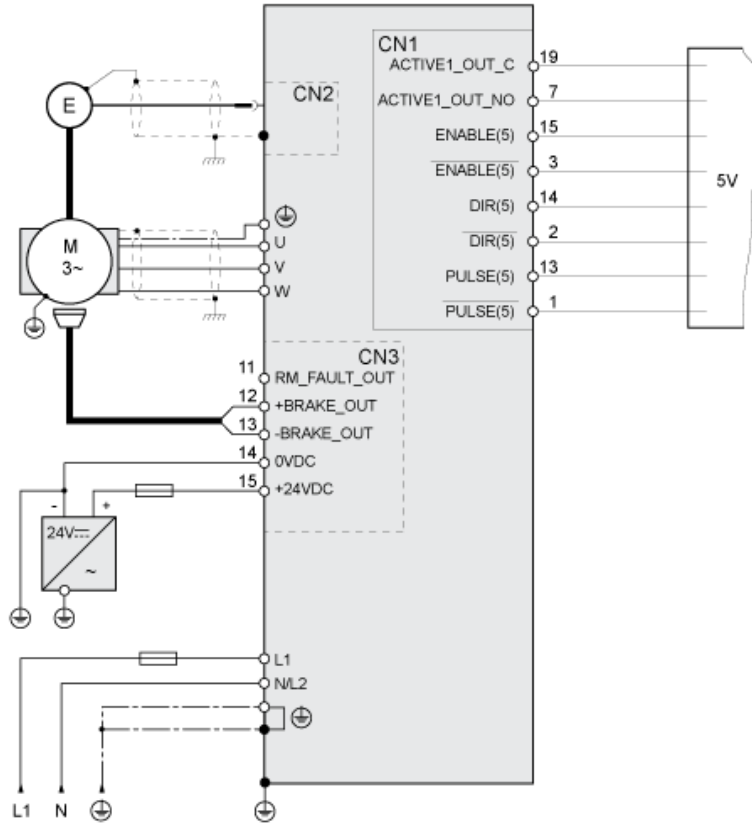 CN1
ACTIVE1_OUT_C 19
ACTIVE1_OUT_NO 7
ENABLE(5) 15
ENABLE(5) 3
DIR(5) 14
DIR(5) 2
PULSE(5) 13
PULSE(5) 1
5V
E
CN2
M
3~
U
V
W
CN3
11 RM_FAULT_OUT
12 +BRAKE_OUT
13 -BRAKE_OUT
14 0VDC
15 +24VDC
- +
24V
~
L1
N/L2
L1 N